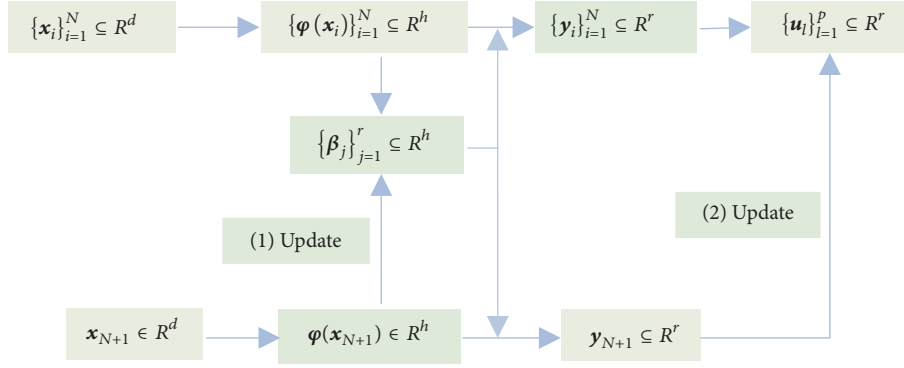 {x_i}_{i=1}^N ⊆ R^d
{φ(x_i)}_{i=1}^N ⊆ R^h
{y_i}_{i=1}^N ⊆ R^r
{u_l}_{l=1}^p ⊆ R^r
{β_j}_{j=1}^r ⊆ R^h
(1) Update
(2) Update
x_{N+1} ∈ R^d
φ(x_{N+1}) ∈ R^h
y_{N+1} ⊆ R^r